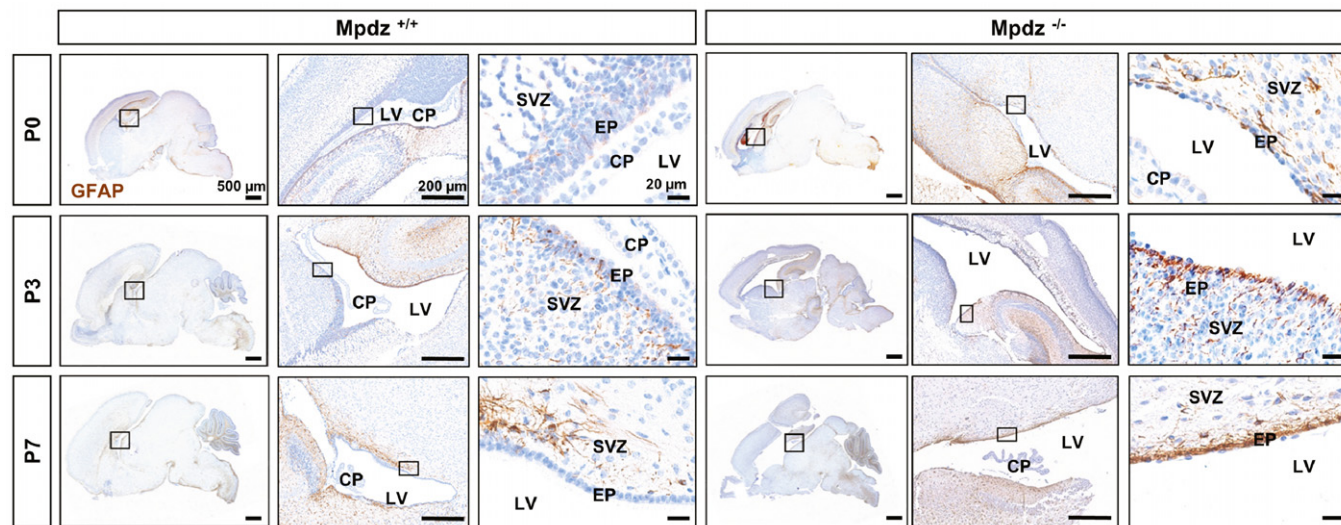 Mpdz +/+
Mpdz -/-
P0
GFAP
500 μm
LV CP
200 μm
SVZ
EP
CP
LV
20 μm
LV
SVZ
EP
LV
CP
P3
CP
LV
CP
EP
SVZ
LV
LV
EP
SVZ
P7
CP
LV
SVZ
EP
LV
LV
CP
SVZ
EP
LV